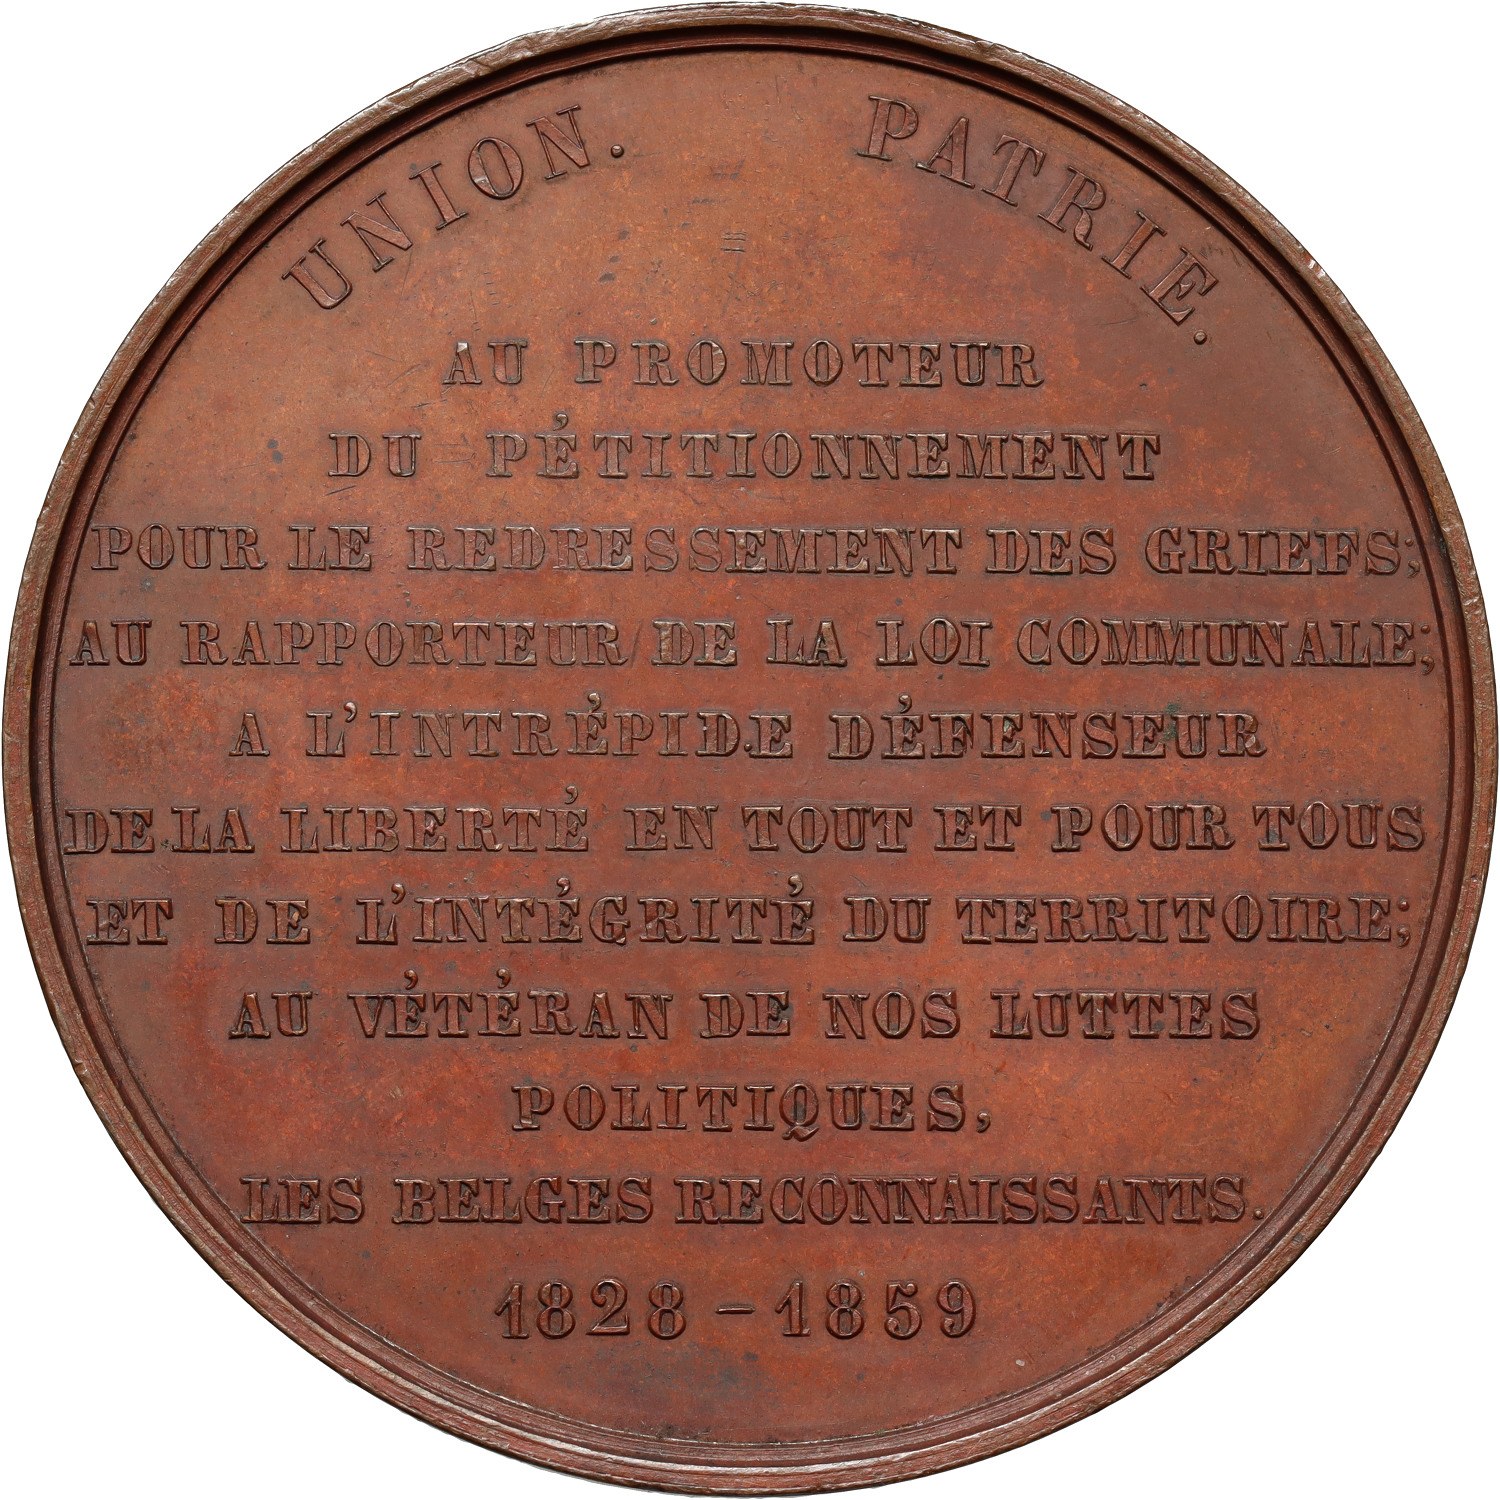 UNION. PATRIE.
AU PROMOTEUR
DU PÉTITIONNEMENT
POUR LE REDRESSEMENT DES GRIEFS;
AU RAPPORTEUR DE LA LOI COMMUNALE;
A L'INTRÉPIDE DÉFENSEUR
DE LA LIBERTÉ EN TOUT ET POUR TOUS
ET DE L'INTÉGRITÉ DU TERRITOIRE;
AU VÉTÉRAN DE NOS LUTTES
POLITIQUES,
LES BELGES RECONNAISSANTS.
1828 – 1859